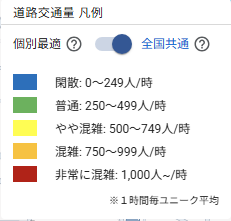 道路交通量 凡例
個別最適 ? 全国共通 ?
閑散: 0〜249人/時
普通: 250〜499人/時
やや混雑: 500〜749人/時
混雑: 750〜999人/時
非常に混雑: 1,000人~/時
※１時間毎ユニーク平均